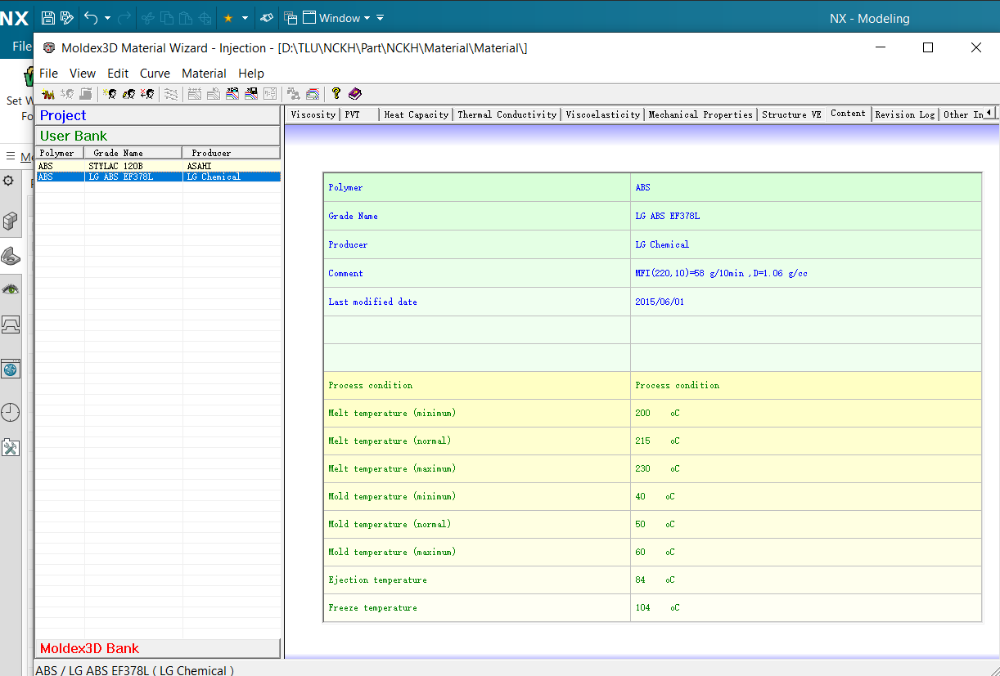 NX
Window
NX - Modeling
File
Moldex3D Material Wizard - Injection - [D:\TLU\NCKH\Part\NCKH\Material\Material\]
File View Edit Curve Material Help
Set W
Fo
Project
User Bank
Polymer Grade Name Producer
ABS STYLAC 120B ASAHI
ABS LG ABS EF378L LG Chemical
Viscosity PVT Heat Capacity Thermal Conductivity Viscoelasticity Mechanical Properties Structure VE Content Revision Log Other In
Polymer ABS
Grade Name LG ABS EF378L
Producer LG Chemical
Comment MFI(220,10)=58 g/10min ,D=1.06 g/cc
Last modified date 2015/06/01
Process condition Process condition
Melt temperature (minimum) 200 oC
Melt temperature (normal) 215 oC
Melt temperature (maximum) 230 oC
Mold temperature (minimum) 40 oC
Mold temperature (normal) 50 oC
Mold temperature (maximum) 60 oC
Ejection temperature 84 oC
Freeze temperature 104 oC
Moldex3D Bank
ABS / LG ABS EF378L ( LG Chemical )